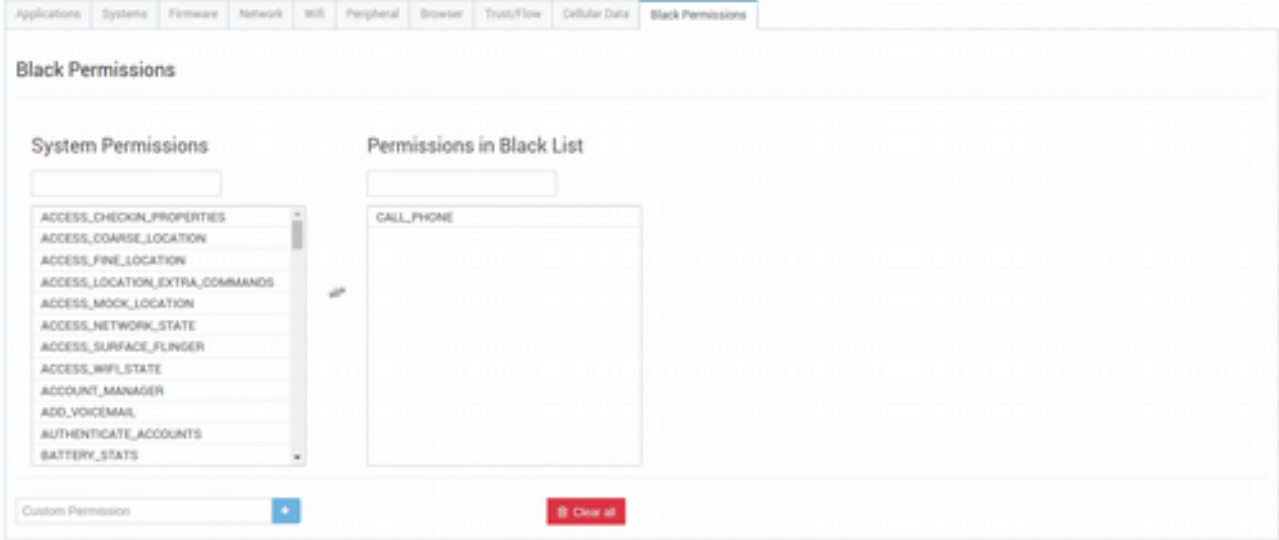 Applications Systems Firmware Network Wifi Peripheral Browser Trust/Flow Cellular Data Black Permissions
Black Permissions
System Permissions
ACCESS_CHECKIN_PROPERTIES
ACCESS_COARSE_LOCATION
ACCESS_FINE_LOCATION
ACCESS_LOCATION_EXTRA_COMMANDS
ACCESS_MOCK_LOCATION
ACCESS_NETWORK_STATE
ACCESS_SURFACE_FLINGER
ACCESS_WIFI_STATE
ACCOUNT_MANAGER
ADD_VOICEMAIL
AUTHENTICATE_ACCOUNTS
BATTERY_STATS
Permissions in Black List
CALL_PHONE
Custom Permission
+
Clear all